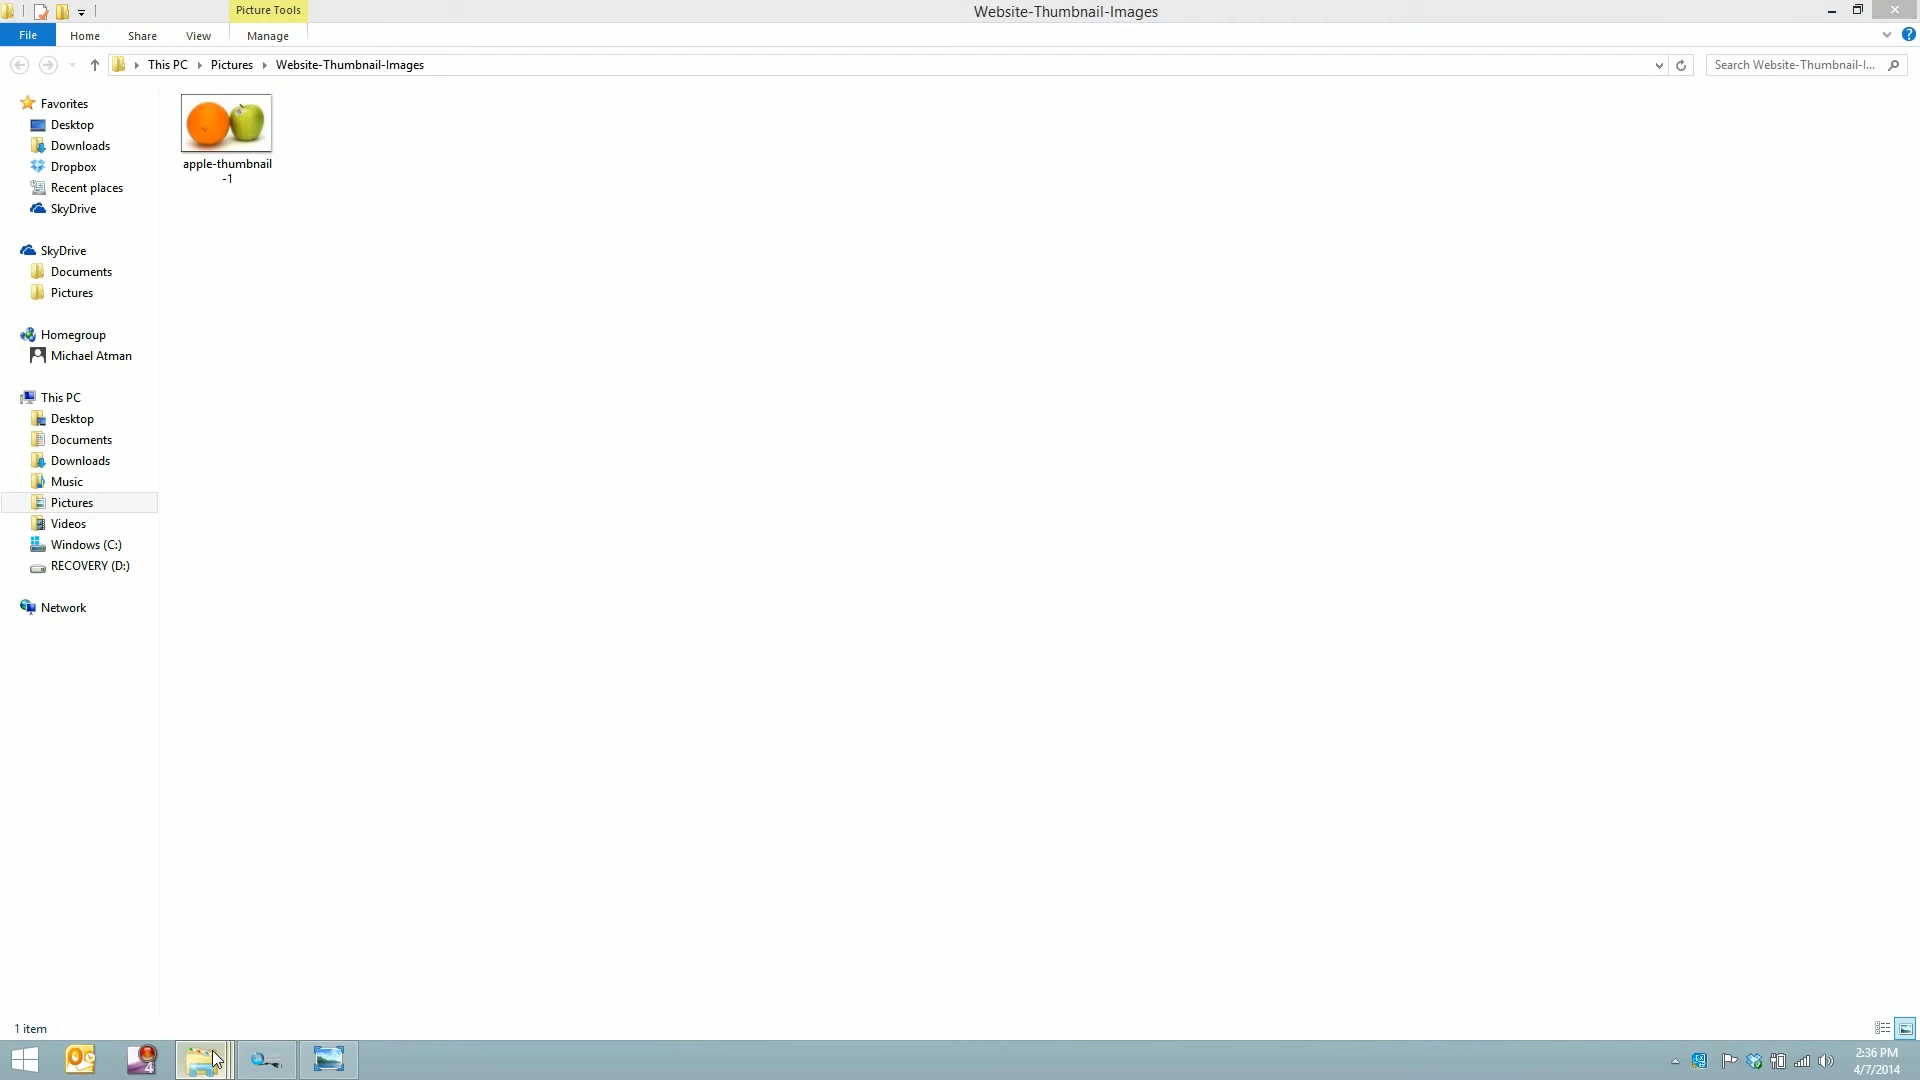 Picture Tools
Website-Thumbnail-Images
File
Home
Share
View
Manage
This PC
Pictures
Website-Thumbnail-Images
Search Website-Thumbnail-I...
Favorites
Desktop
Downloads
Dropbox
Recent places
SkyDrive
SkyDrive
Documents
Pictures
Homegroup
Michael Atman
This PC
Desktop
Documents
Downloads
Music
Pictures
Videos
Windows (C:)
RECOVERY (D:)
Network
apple-thumbnail
-1
1 item
4
2:36 PM
4/7/2014